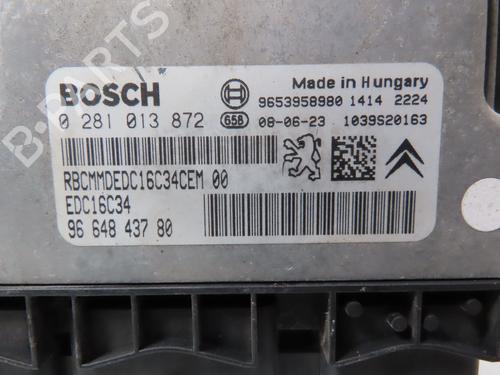 B-PARTS
BOSCH
Made in Hungary
9653958980 1414 2224
0 281 013 872 658 08-06-23 1039S20163
RBCMMDEDC16C34CEM 00
EDC16C34
96 648 437 80